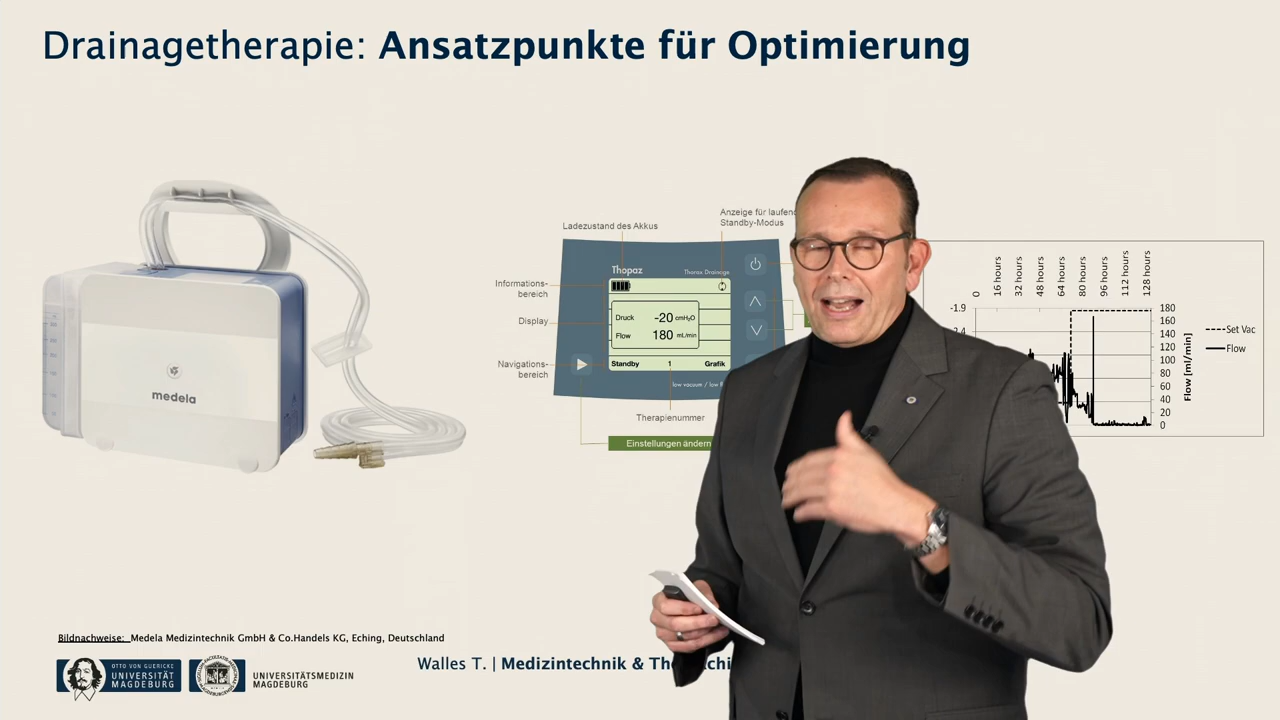 Drainagetherapie: Ansatzpunkte für Optimierung
medela
Ladezustand des Akkus
Anzeige für
Standby-Modus
Informations-
bereich
Display
Navigations-
bereich
Thopaz
Thorax Drainage
Druck -20 cmH₂O
Flow 180 mL/min
Standby 1 Grafik
low vacuum / low
Therapienummer
Einstellungen ändern
0
16 hours
32 hours
48 hours
64 hours
80 hours
96 hours
112 hours
128 hours
-1.9
180
160
140
120
100
80
60
40
20
0
Flow [ml/min]
Set Vac
Flow
Bildnachweise: Medela Medizintechnik GmbH & Co.Handels KG, Eching, Deutschland
OTTO VON GUERICKE
UNIVERSITÄT
MAGDEBURG
UNIVERSITÄTSMEDIZIN
MAGDEBURG
Walles T. | Medizintechnik &